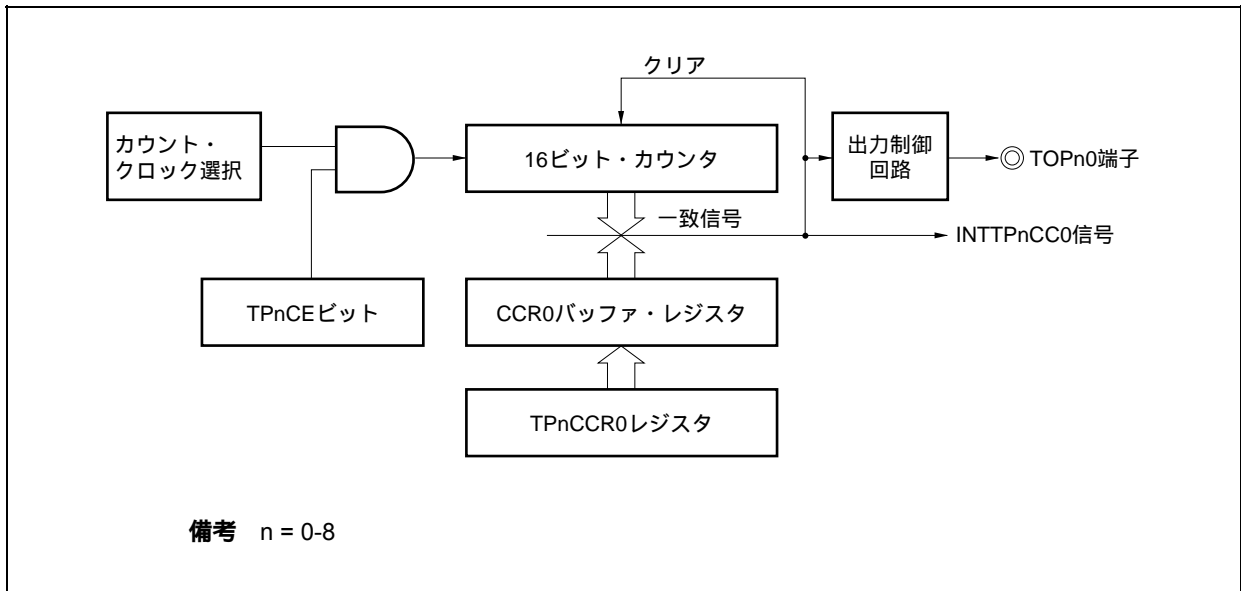 クリア
カウント・
クロック選択
16ビット・カウンタ
出力制御
回路
TOPn0端子
一致信号
INTTPnCC0信号
TPnCEビット
CCR0バッファ・レジスタ
TPnCCR0レジスタ
備考 n = 0-8